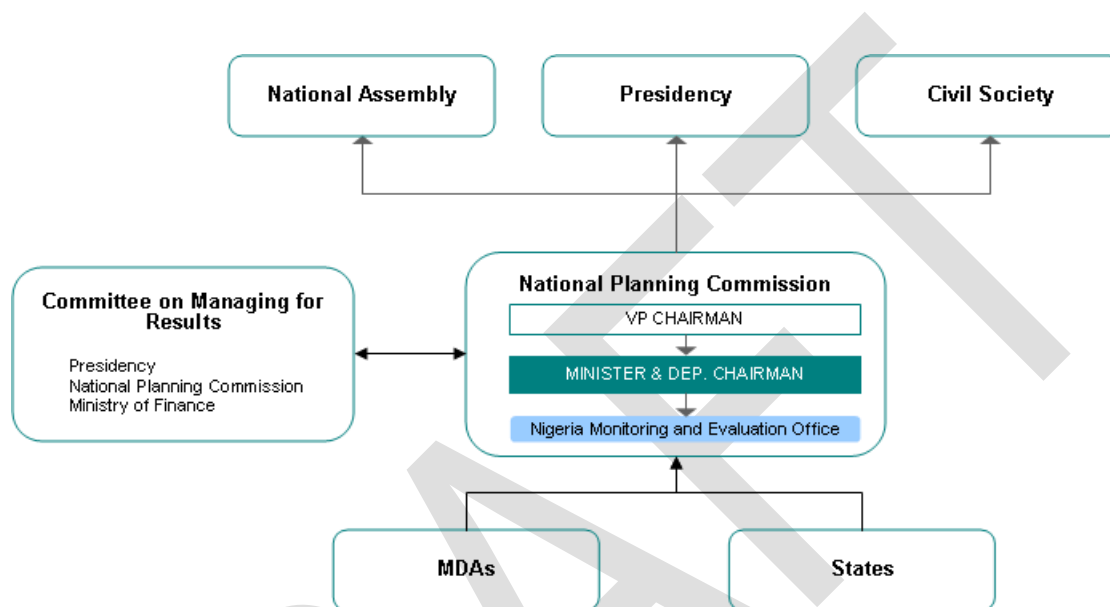 National Assembly
Presidency
Civil Society
National Planning Commission
VP CHAIRMAN
MINISTER & DEP. CHAIRMAN
Nigeria Monitoring and Evaluation Office
Committee on Managing for
Results
Presidency
National Planning Commission
Ministry of Finance
MDAs
States